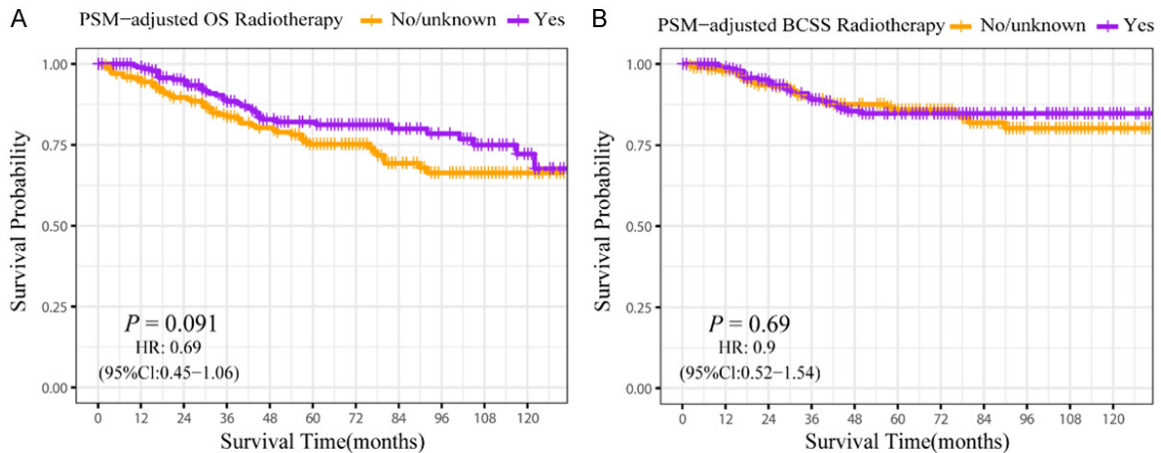 A
PSM-adjusted OS Radiotherapy No/unknown Yes
Survival Probability
1.00
0.75
0.50
0.25
0.00
P = 0.091
HR: 0.69
(95%Cl:0.45−1.06)
0 12 24 36 48 60 72 84 96 108 120
Survival Time(months)
B
PSM-adjusted BCSS Radiotherapy No/unknown Yes
Survival Probability
1.00
0.75
0.50
0.25
0.00
P = 0.69
HR: 0.9
(95%Cl:0.52−1.54)
0 12 24 36 48 60 72 84 96 108 120
Survival Time(months)